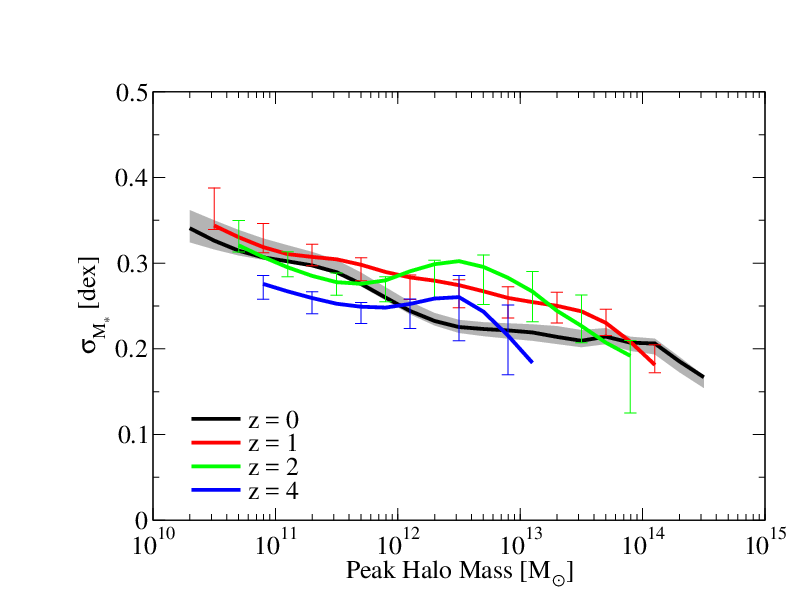 0.5
0.4
0.3
0.2
0.1
0
σ_{M_*} [dex]
z = 0
z = 1
z = 2
z = 4
10^{10} 10^{11} 10^{12} 10^{13} 10^{14} 10^{15}
Peak Halo Mass [M_⊙]